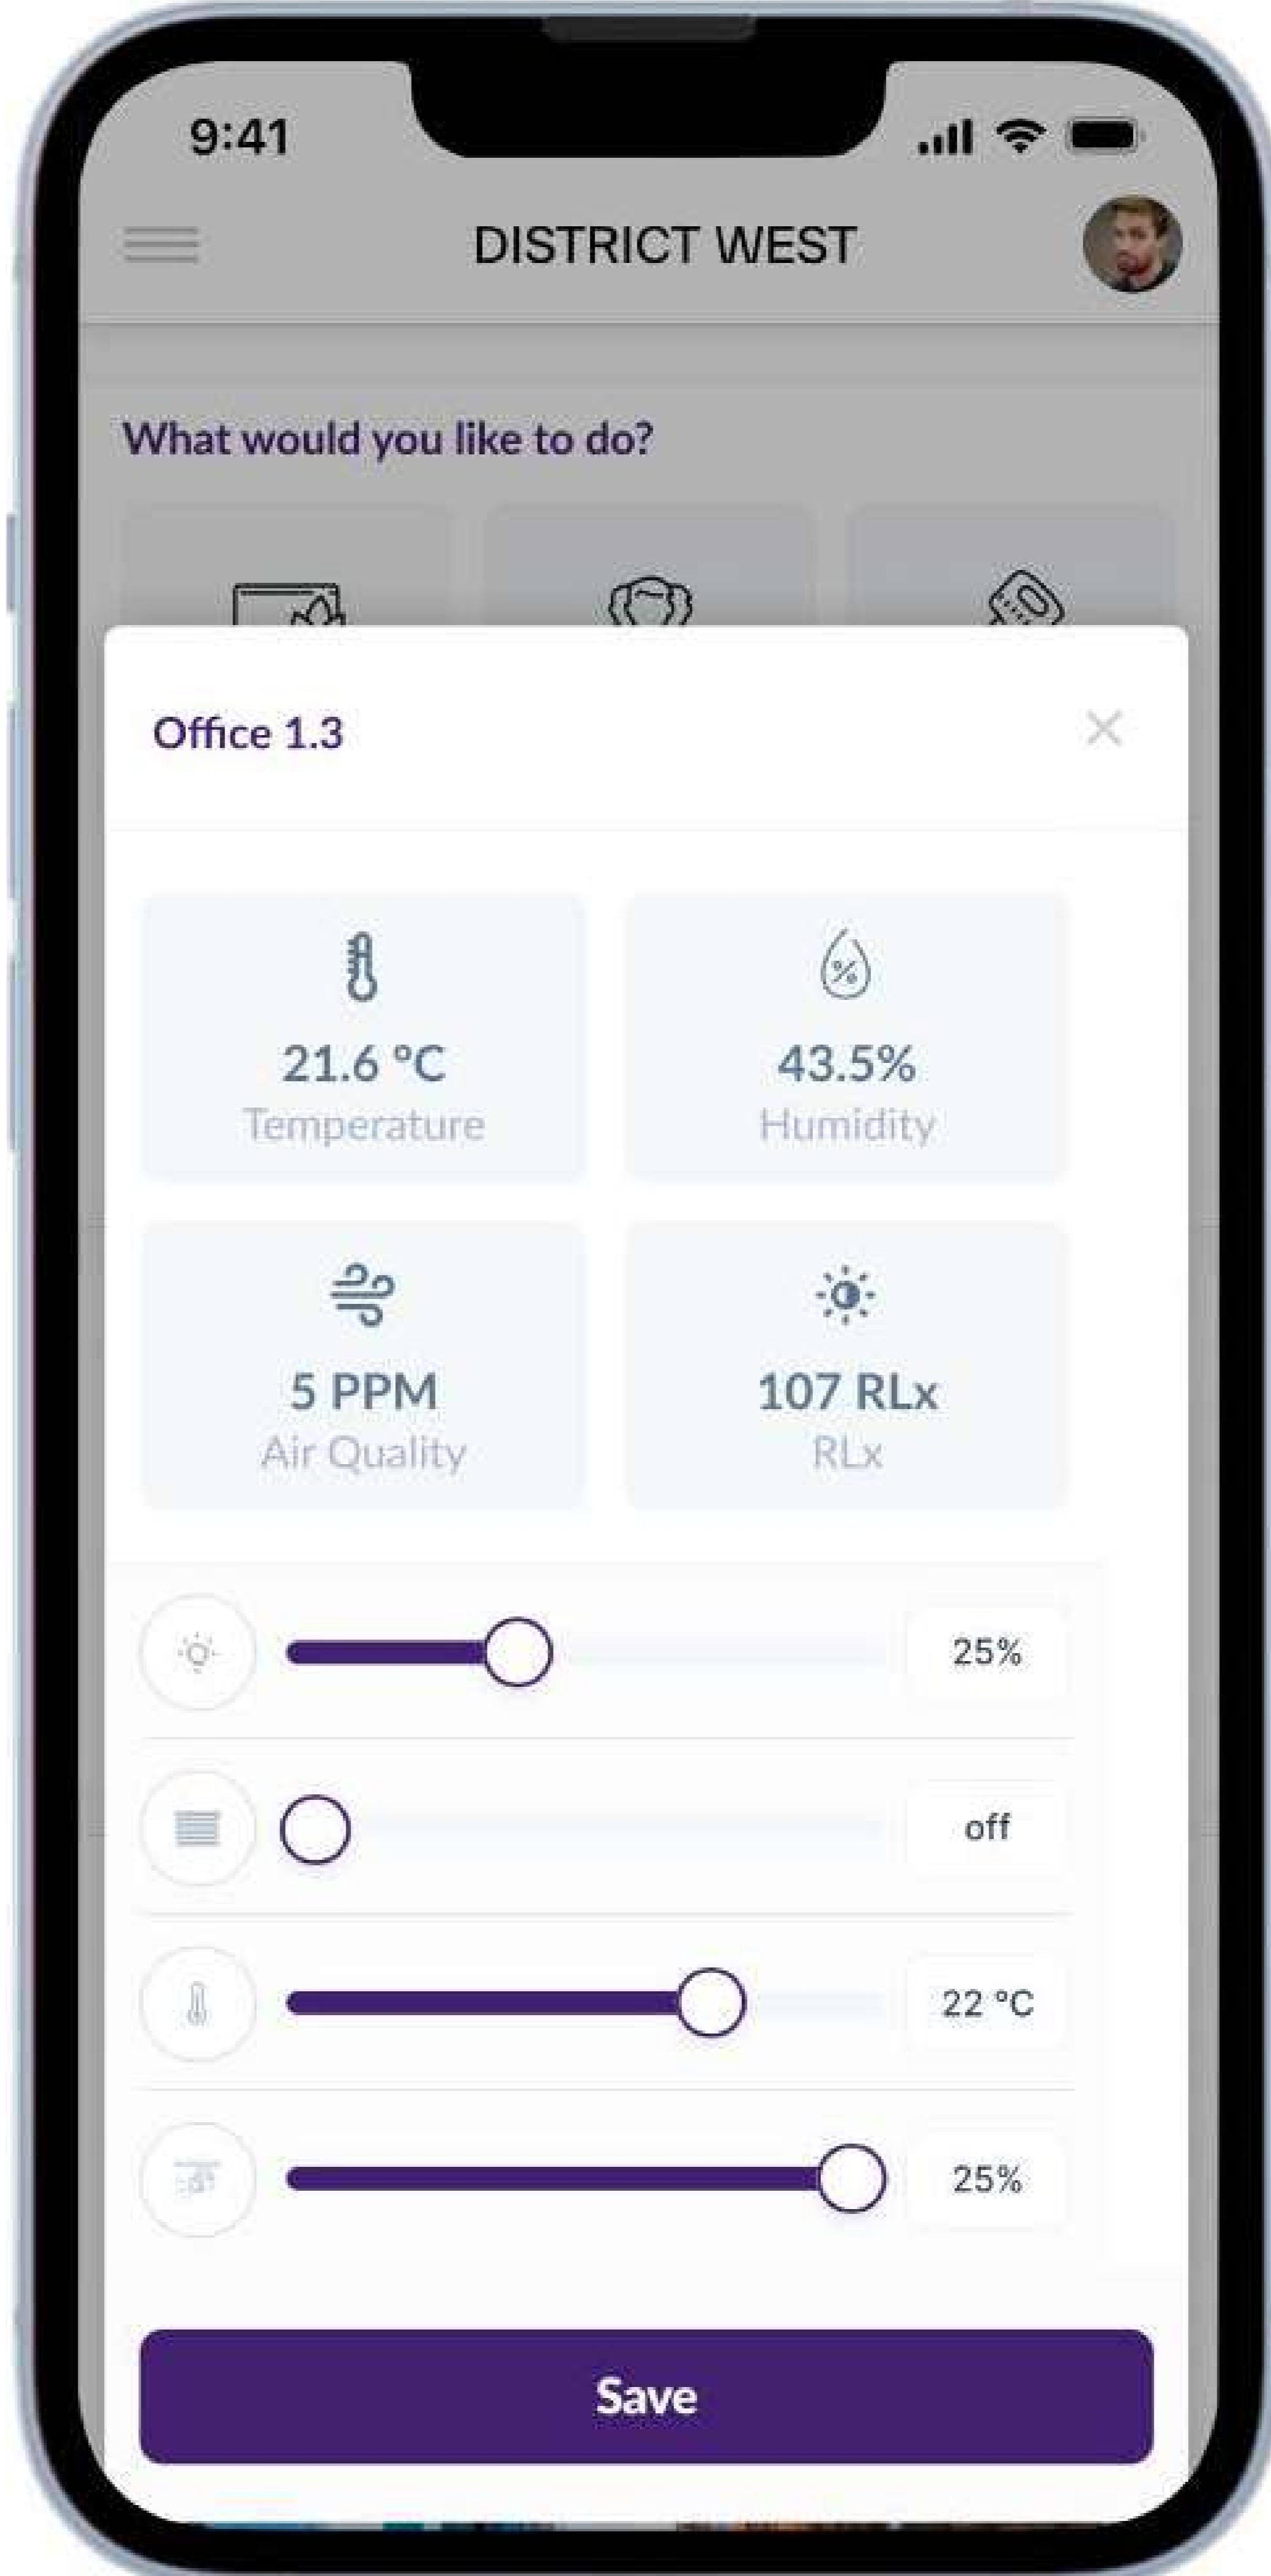 9:41
DISTRICT WEST
What would you like to do?
Office 1.3
21.6 °C
Temperature
43.5%
Humidity
5 PPM
Air Quality
107 RLx
RLx
25%
off
22 °C
25%
Save